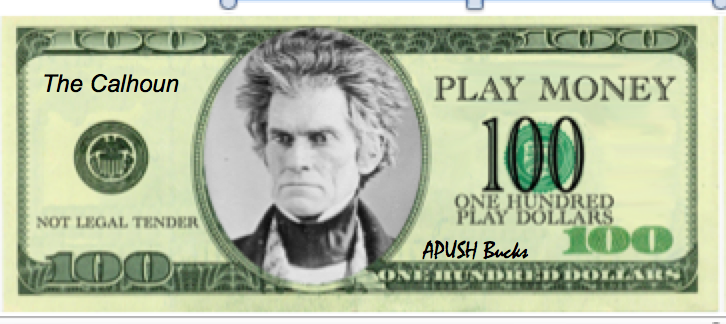 100 100
The Calhoun
PLAY MONEY
100
ONE HUNDRED
PLAY DOLLARS
NOT LEGAL TENDER
100
APUSH Bucks
100
ONE HUNDRED DOLLARS